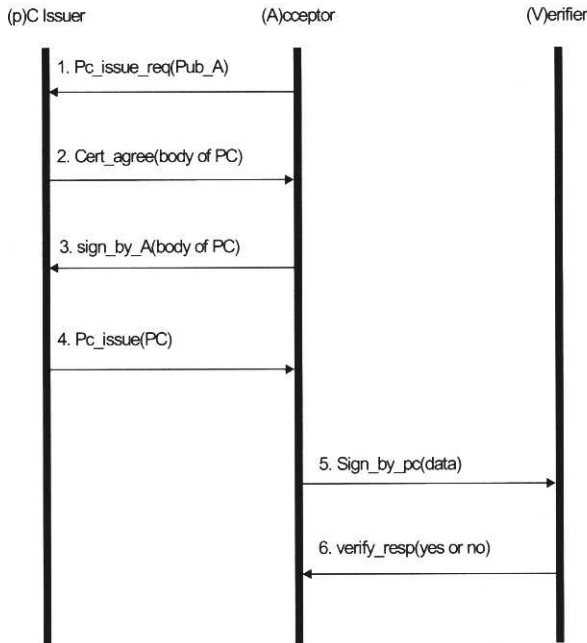 (p)C Issuer (A)cceptor (V)erifier
1. Pc_issue_req(Pub_A)
2. Cert_agree(body of PC)
3. sign_by_A(body of PC)
4. Pc_issue(PC)
5. Sign_by_pc(data)
6. verify_resp(yes or no)